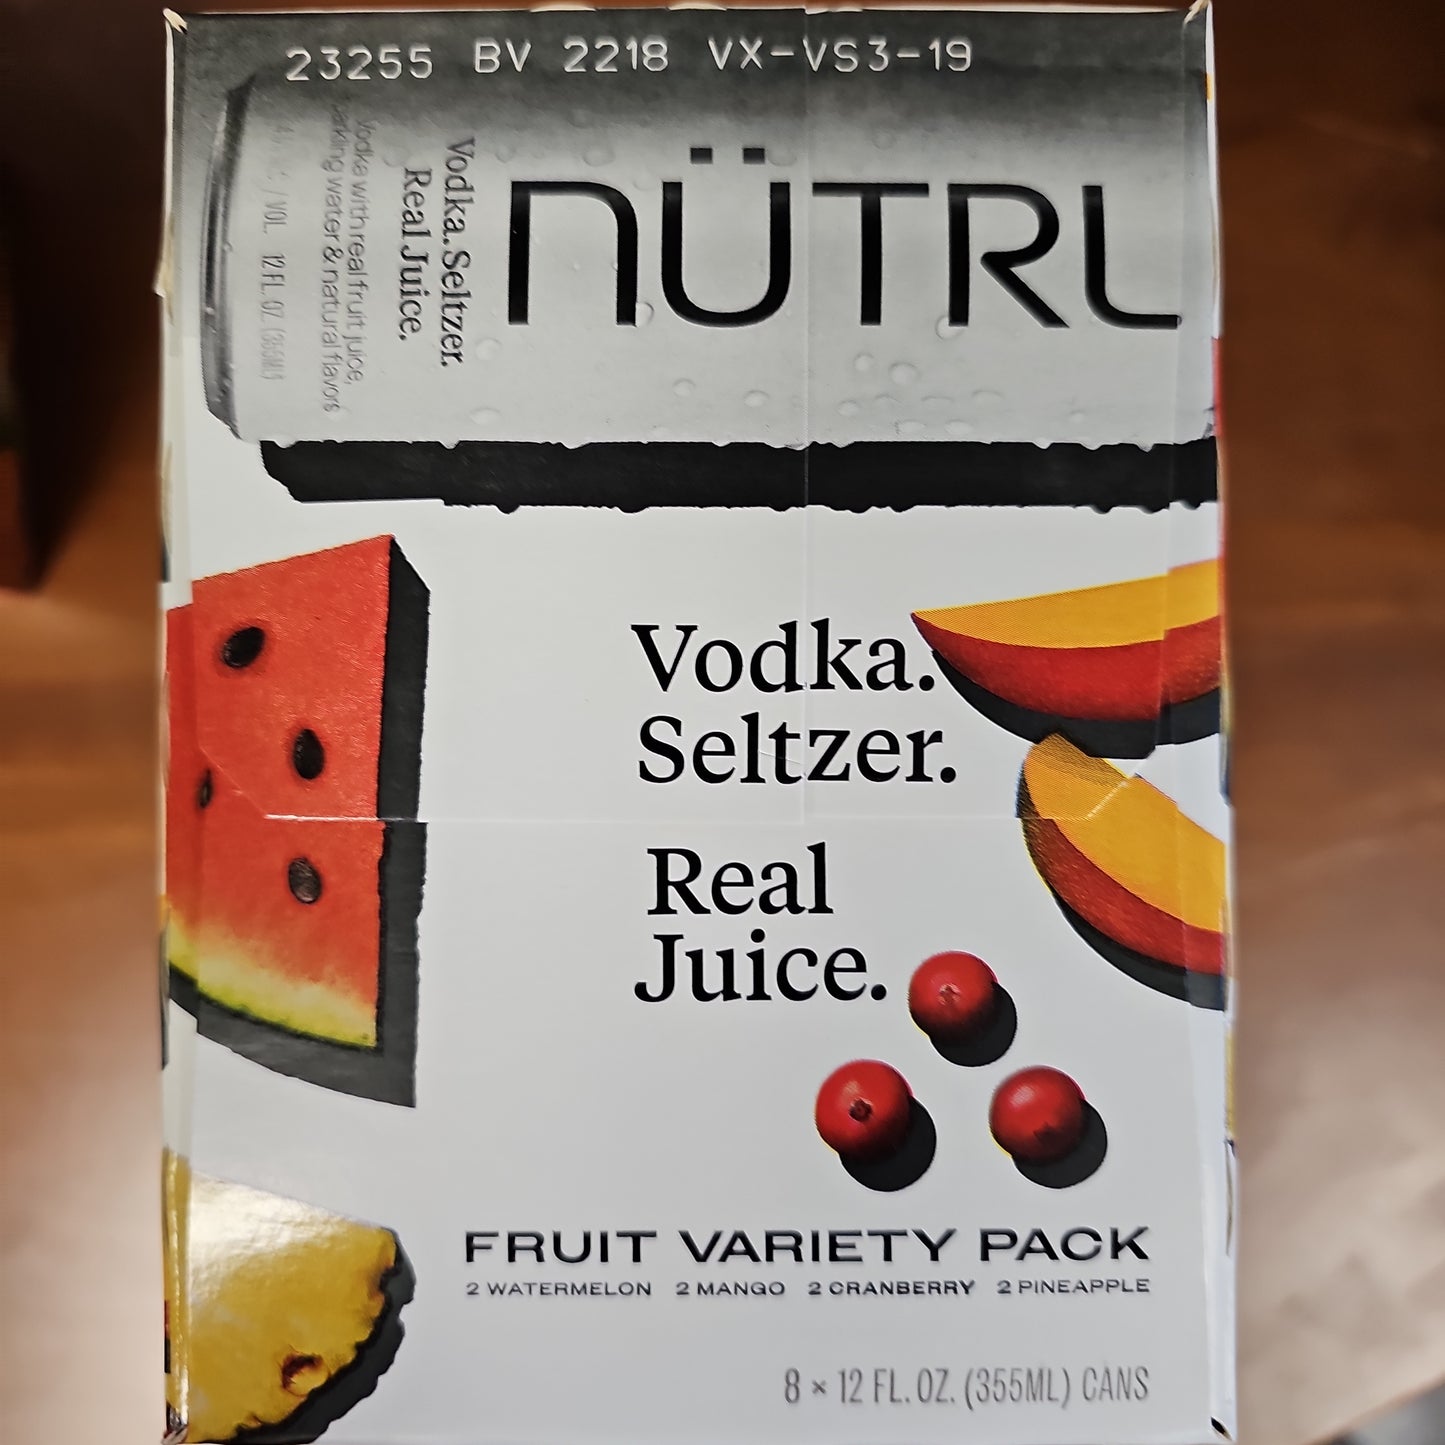 23255 BV 2218 VX-VS3-19
NÜTRL
Vodka. Seltzer.
Real Juice.
Vodka with real fruit juice,
sparkling water & natural flavors
/VOL. 12 FL. OZ. (355ML)
Vodka.
Seltzer.
Real
Juice.
FRUIT VARIETY PACK
2 WATERMELON 2 MANGO 2 CRANBERRY 2 PINEAPPLE
8 × 12 FL. OZ. (355ML) CANS